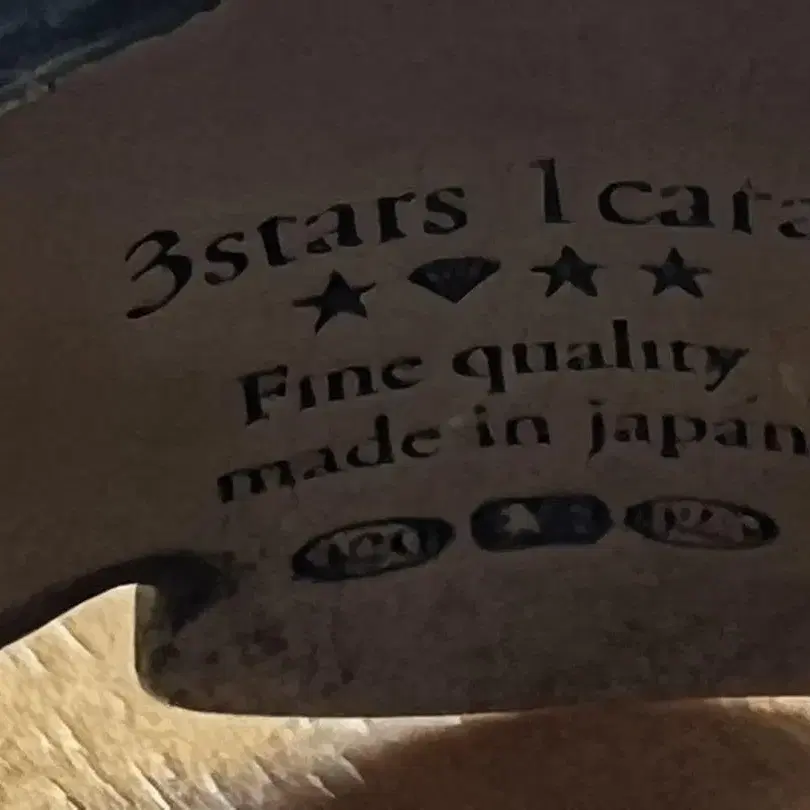 3stars 1cara
Fine quality
made in japan